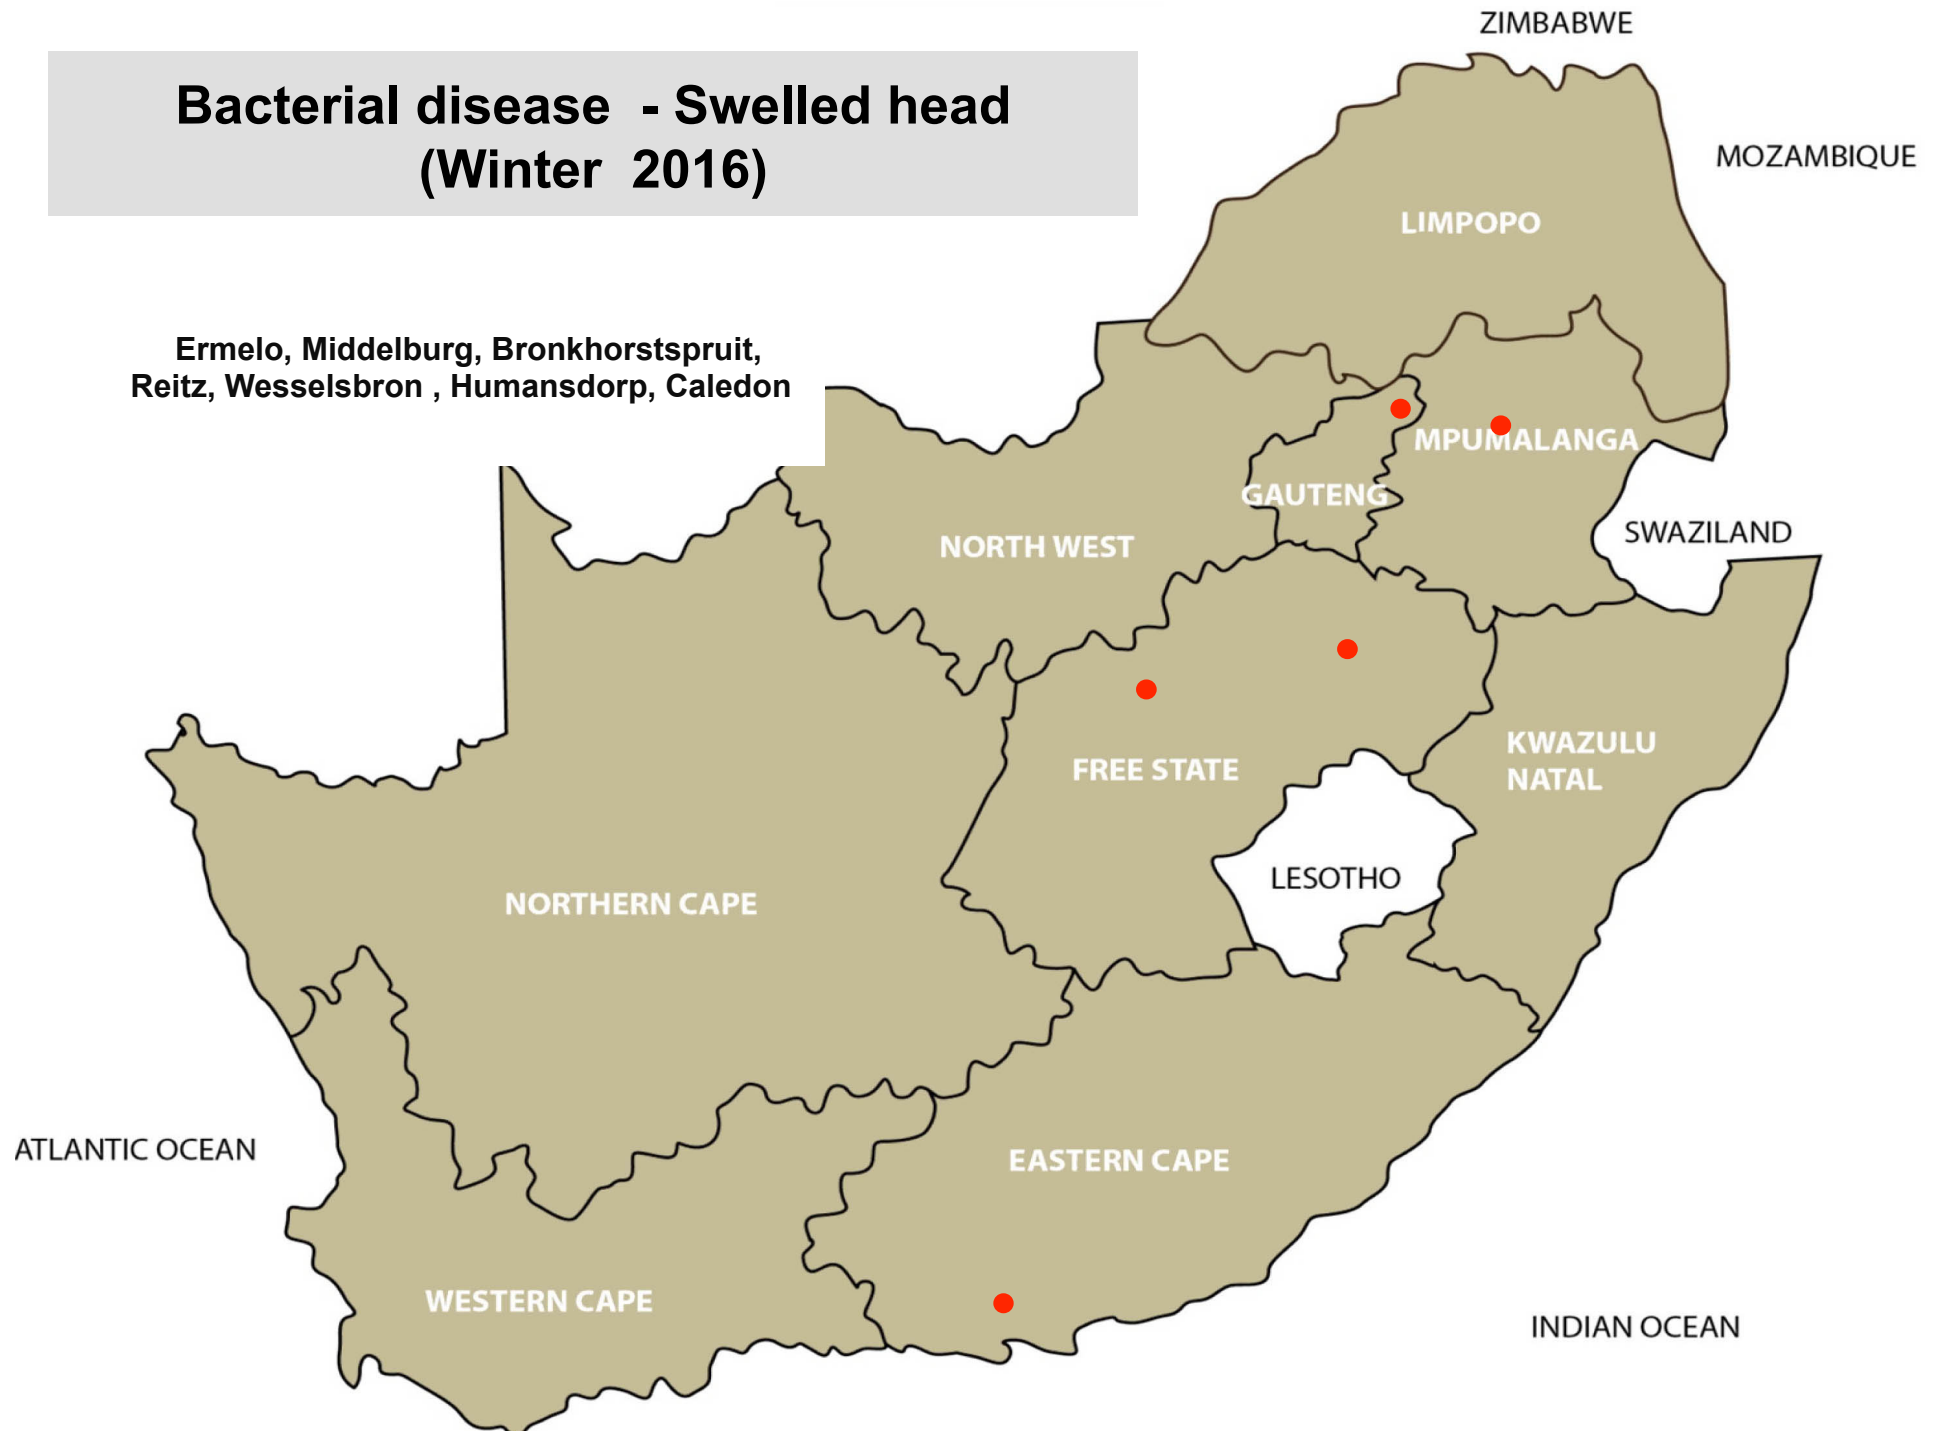 ZIMBABWE
Bacterial disease - Swelled head
(Winter 2016)
MOZAMBIQUE
LIMPOPO
Ermelo, Middelburg, Bronkhorstspruit,
Reitz, Wesselsbron , Humansdorp, Caledon
MPUMALANGA
GAUTENG
NORTH WEST
SWAZILAND
KWAZULU
NATAL
FREE STATE
LESOTHO
NORTHERN CAPE
ATLANTIC OCEAN
EASTERN CAPE
WESTERN CAPE
INDIAN OCEAN